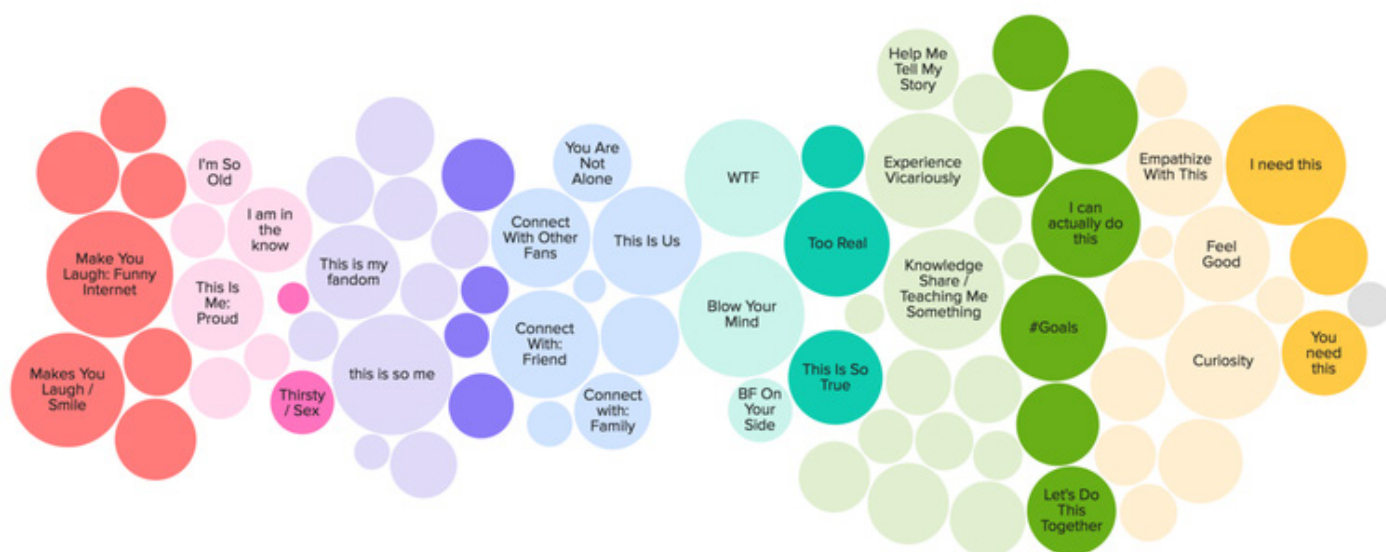 Make You
Laugh: Funny
Internet
Makes You
Laugh /
Smile
I'm So
Old
I am in
the
know
This Is
Me:
Proud
Thirsty
/ Sex
This is my
fandom
this is so me
You Are
Not
Alone
Connect
With Other
Fans
This Is Us
Connect
With:
Friend
Connect
with:
Family
WTF
Blow Your
Mind
BF On
Your
Side
Too Real
This Is So
True
Help Me
Tell My
Story
Experience
Vicariously
Knowledge
Share /
Teaching Me
Something
I can
actually do
this
#Goals
Let's Do
This
Together
Empathize
With This
Feel
Good
Curiosity
I need this
You
need
this